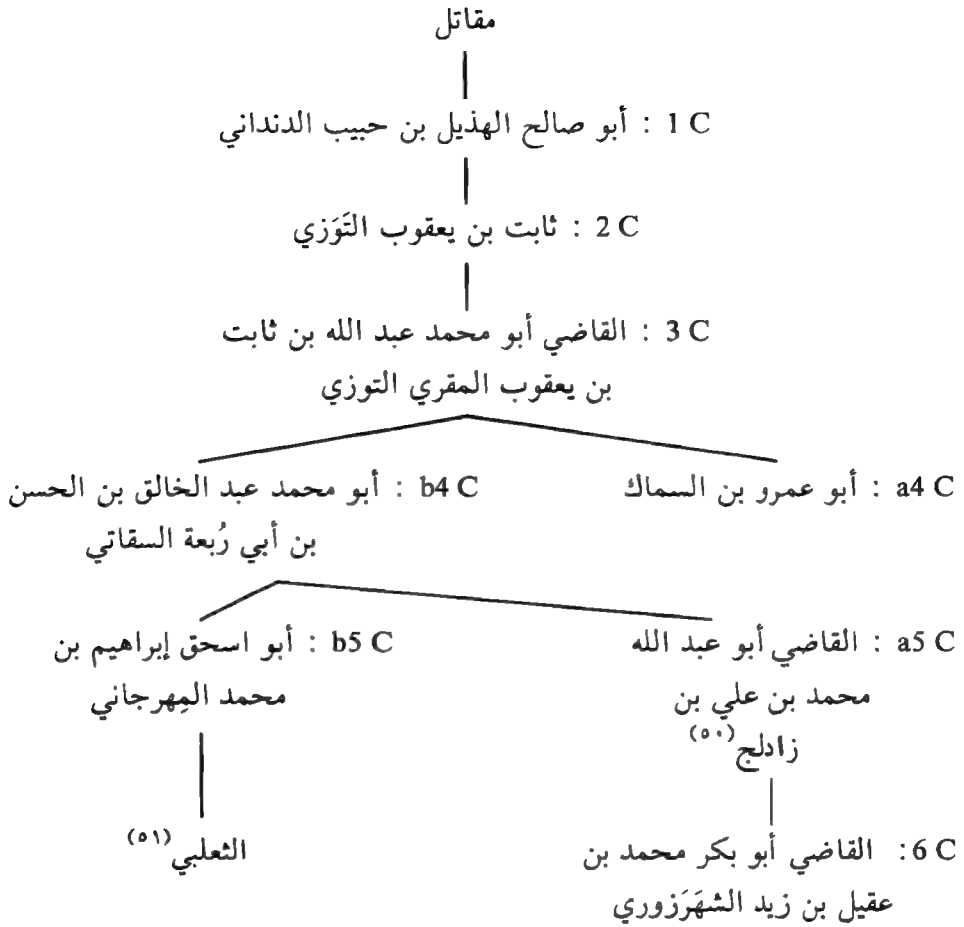 مقاتل
1 C : أبو صالح الهذيل بن حبيب الدنداني
2 C : ثابت بن يعقوب التَوَزي
3 C : القاضي أبو محمد عبد الله بن ثابت
بن يعقوب المقري التوزي
a4 C : أبو عمرو بن السماك
b4 C : أبو محمد عبد الخالق بن الحسن
بن أبي رُبعة السقاتي
a5 C : القاضي أبو عبد الله
محمد بن علي بن
زادلج(٥٠)
b5 C : أبو اسحق إبراهيم بن
محمد المِهرجاني
6 C: القاضي أبو بكر محمد بن
عقيل بن زيد الشهَرَزوري
الثعلبي(٥١)